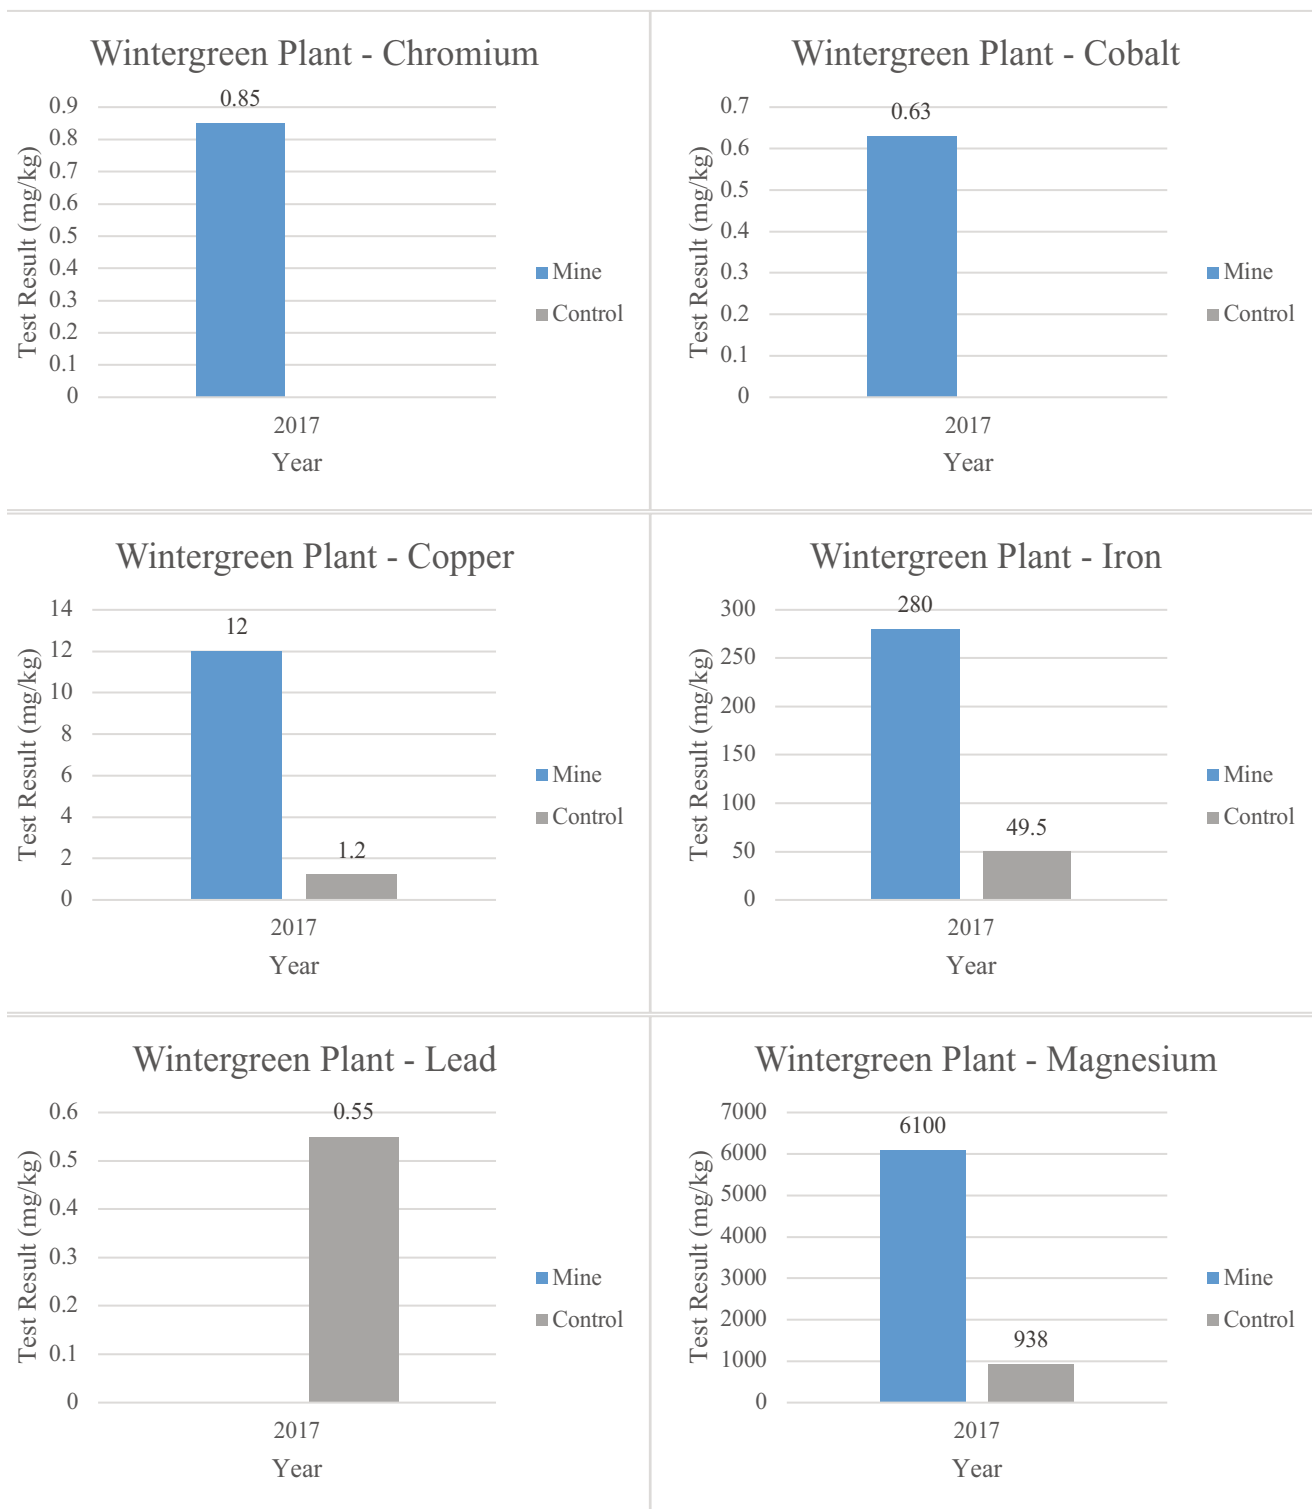 Wintergreen Plant - Chromium
0.9
0.8
0.7
0.6
0.5
0.4
0.3
0.2
0.1
0
Test Result (mg/kg)
0.85
2017
Year
Mine
Control
Wintergreen Plant - Cobalt
0.7
0.6
0.5
0.4
0.3
0.2
0.1
0
Test Result (mg/kg)
0.63
2017
Year
Mine
Control
Wintergreen Plant - Copper
14
12
10
8
6
4
2
0
Test Result (mg/kg)
12
1.2
2017
Year
Mine
Control
Wintergreen Plant - Iron
300
250
200
150
100
50
0
Test Result (mg/kg)
280
49.5
2017
Year
Mine
Control
Wintergreen Plant - Lead
0.6
0.5
0.4
0.3
0.2
0.1
0
Test Result (mg/kg)
0.55
2017
Year
Mine
Control
Wintergreen Plant - Magnesium
7000
6000
5000
4000
3000
2000
1000
0
Test Result (mg/kg)
6100
938
2017
Year
Mine
Control